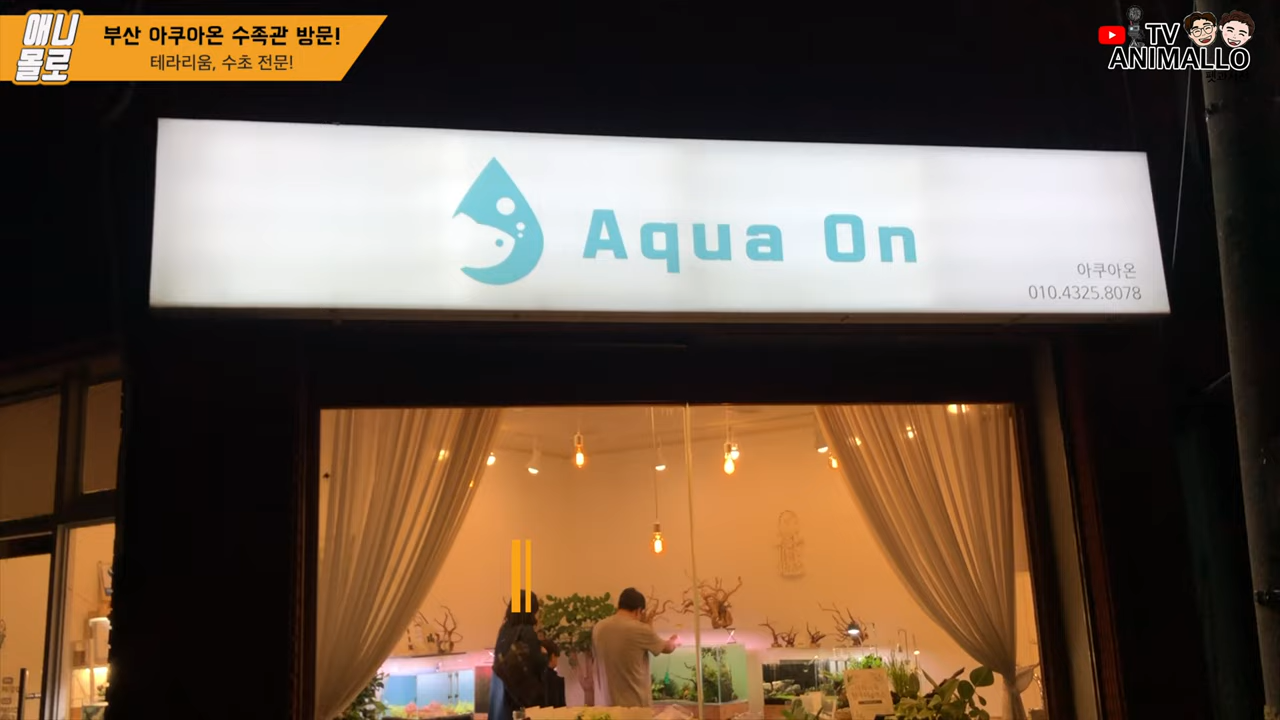 애니
몰로
부산 아쿠아온 수족관 방문!
테라리움, 수초 전문!
TV
ANIMALLO
Aqua On
아쿠아온
010.4325.8078